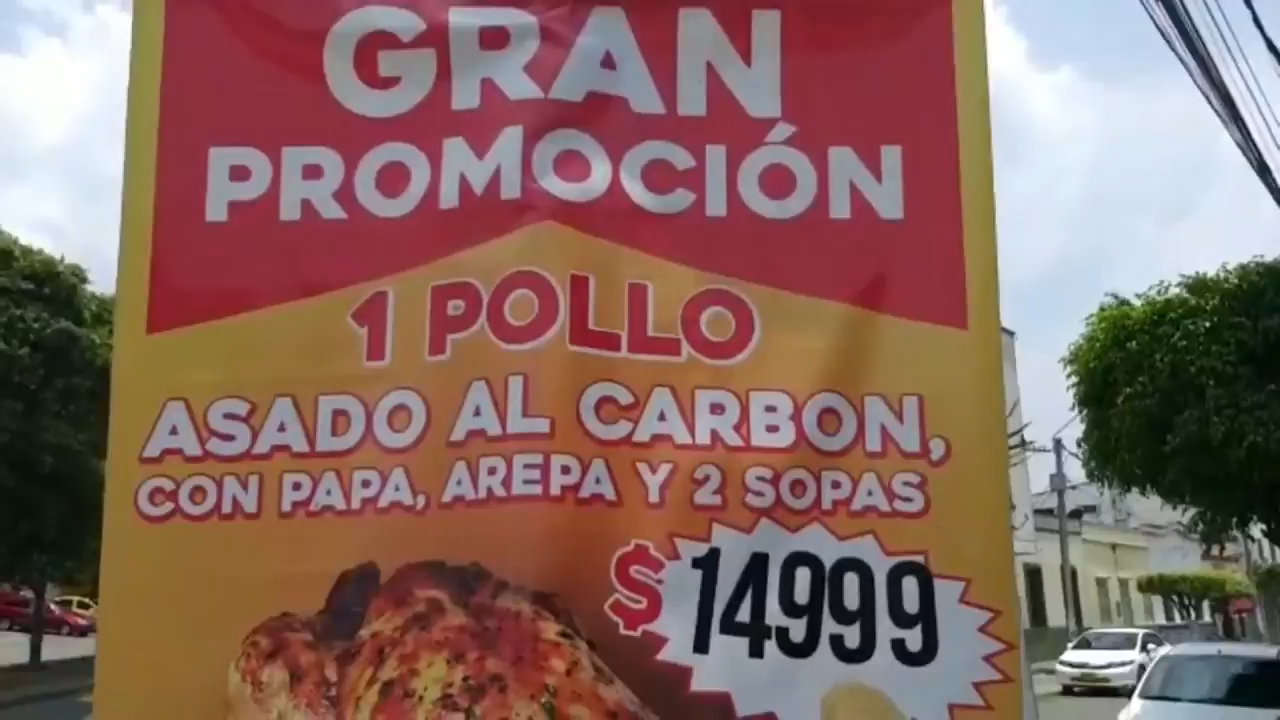 GRAN
PROMOCIÓN
1 POLLO
ASADO AL CARBON,
CON PAPA, AREPA Y 2 SOPAS
$14999